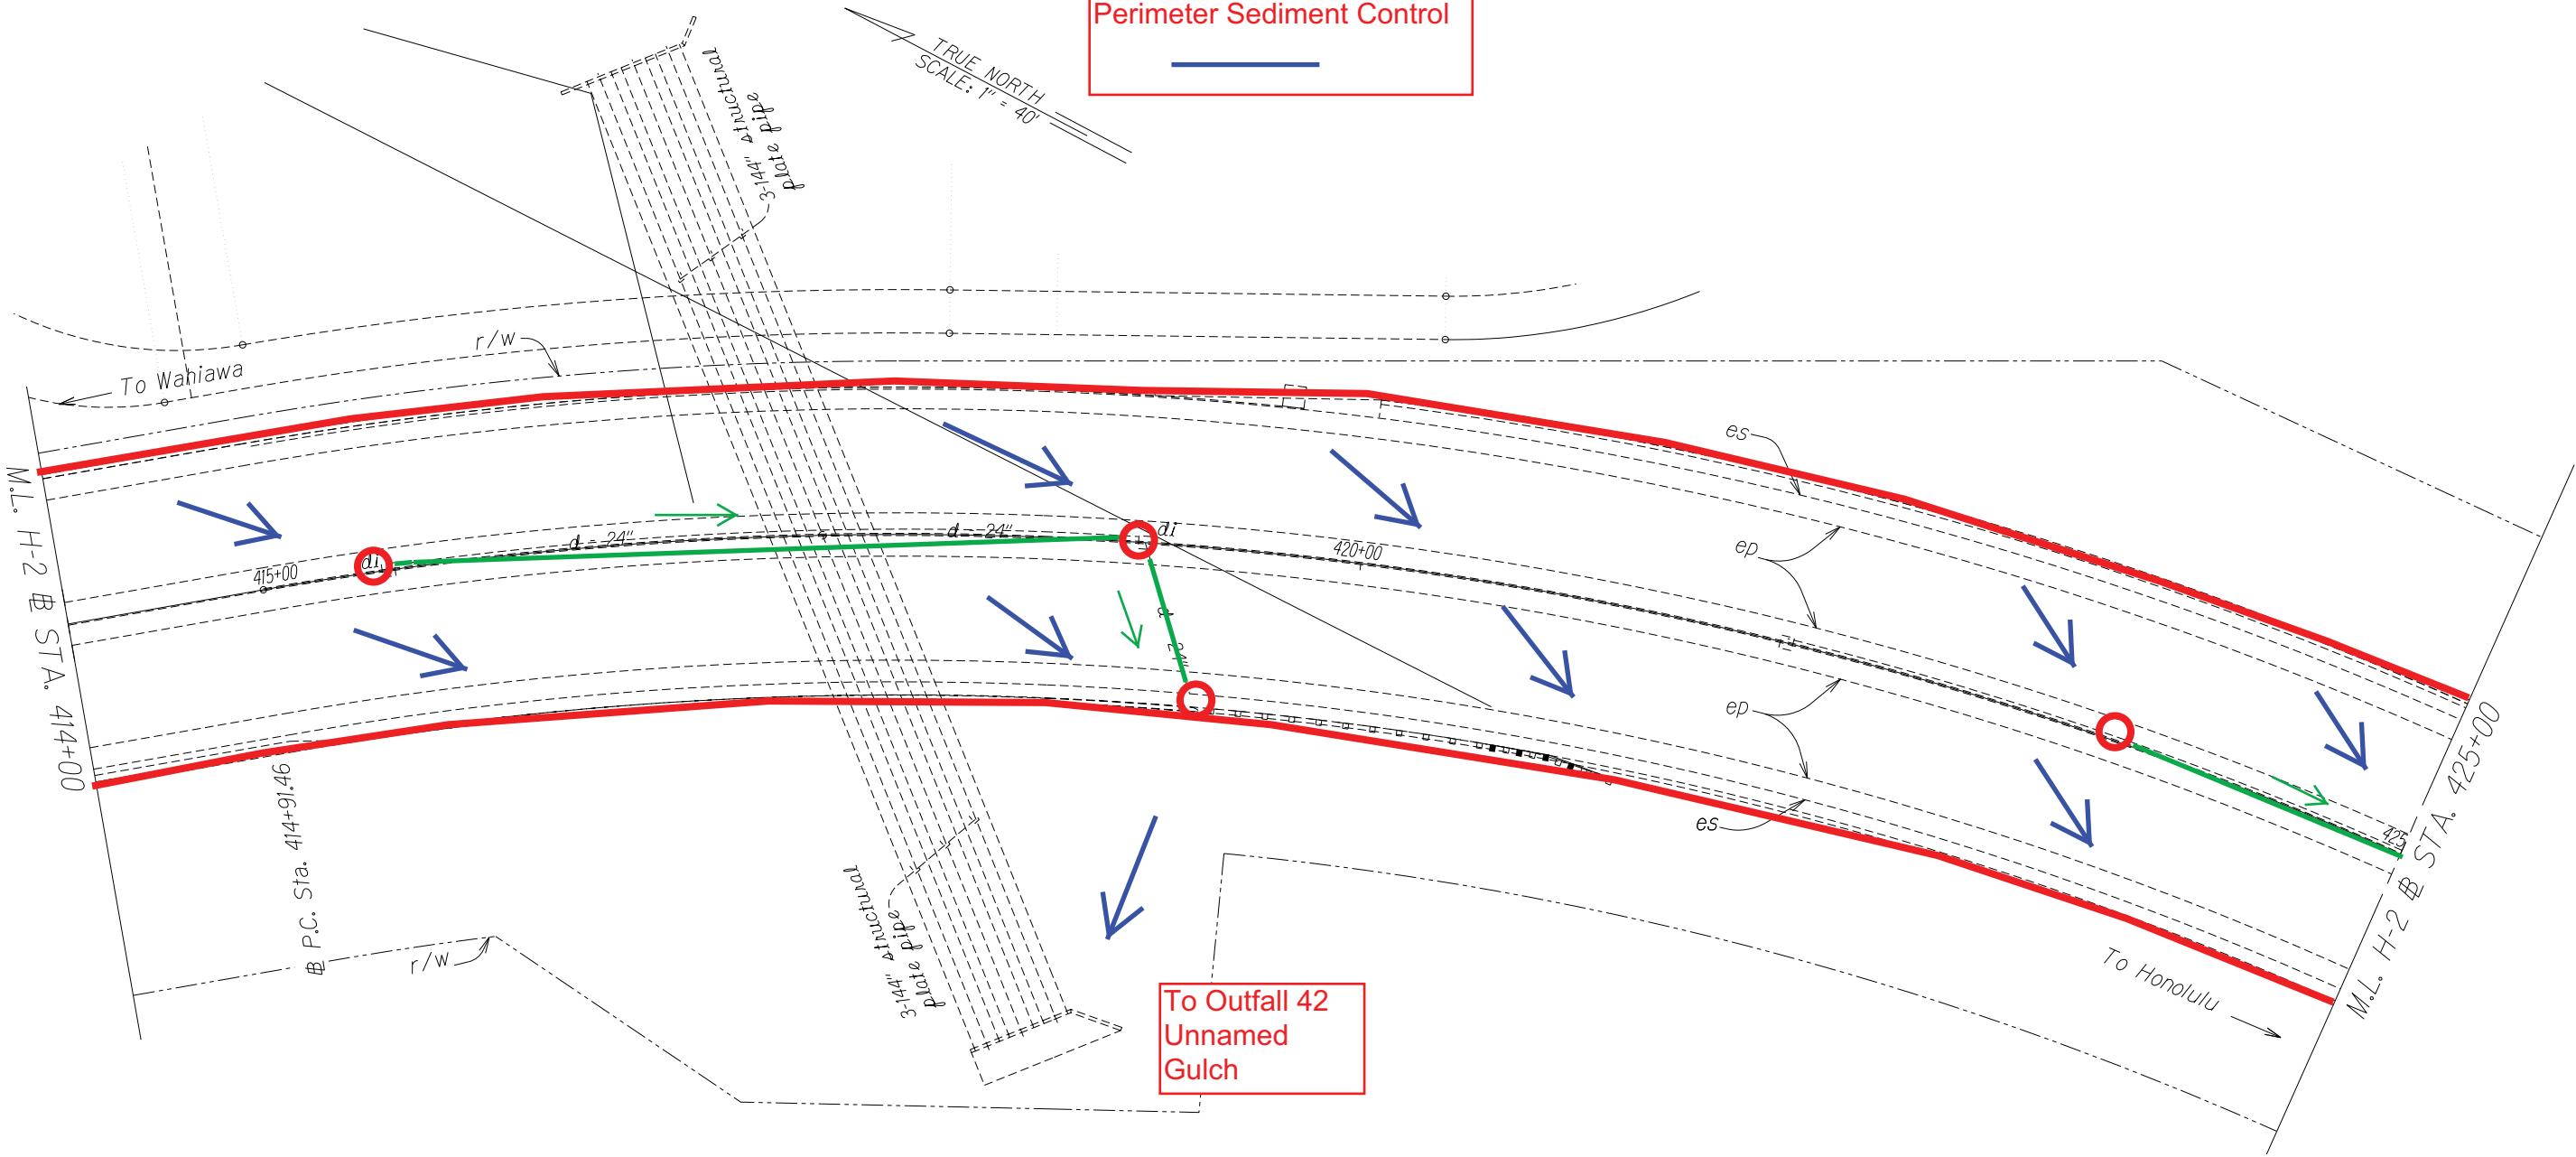 Perimeter Sediment Control
TRUE NORTH
SCALE: 1" = 40'
3-144" structural
plate pipe
r/w
To Wahiawa
M.L. H-2 ℄ STA. 414+00
415+00
di
d - 24"
d - 24"
di
420+00
d - 24"
es
ep
ep
es
425
M.L. H-2 ℄ STA. 425+00
℄ P.C. Sta. 414+91.46
r/w
3-144" structural
plate pipe
To Outfall 42
Unnamed
Gulch
To Honolulu